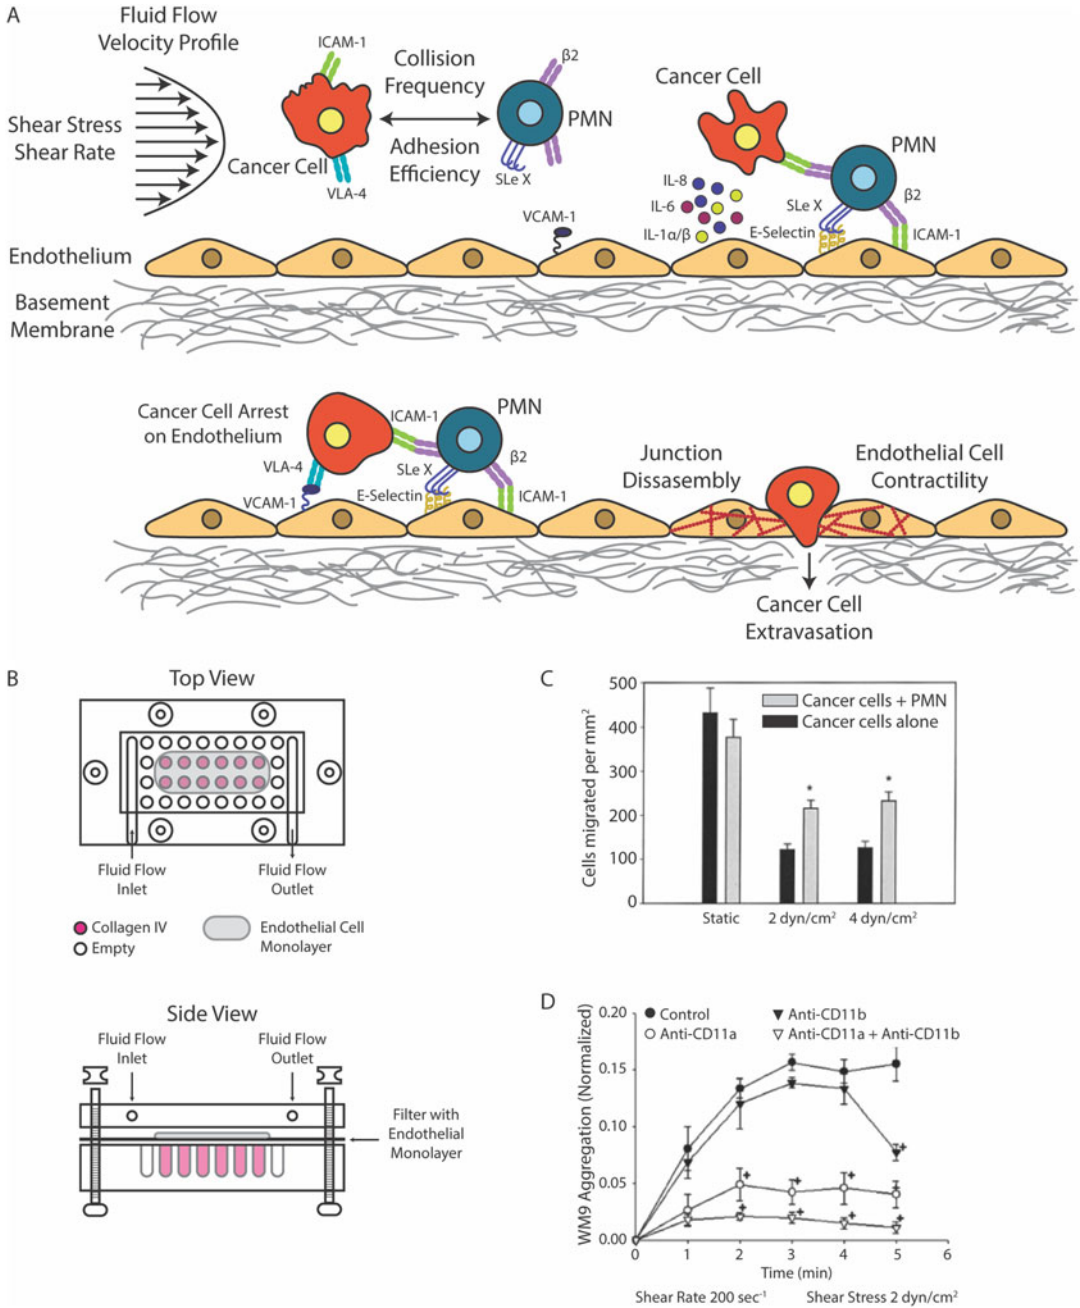 A
Fluid Flow
Velocity Profile
Shear Stress
Shear Rate
ICAM-1
Cancer Cell
VLA-4
Collision
Frequency
Adhesion
Efficiency
β2
PMN
SLe X
Cancer Cell
PMN
IL-8
IL-6
IL-1α/β
SLe X
β2
E-Selectin
ICAM-1
VCAM-1
Endothelium
Basement
Membrane
Cancer Cell Arrest
on Endothelium
ICAM-1
PMN
VLA-4
SLe X
β2
VCAM-1
E-Selectin
ICAM-1
Junction
Disassembly
Endothelial Cell
Contractility
Cancer Cell
Extravasation
B
Top View
Fluid Flow
Inlet
Fluid Flow
Outlet
Collagen IV
Empty
Endothelial Cell
Monolayer
Side View
Fluid Flow
Inlet
Fluid Flow
Outlet
Filter with
Endothelial
Monolayer
C
Cells migrated per mm²
500
400
300
200
100
0
Cancer cells + PMN
Cancer cells alone
*
*
Static
2 dyn/cm²
4 dyn/cm²
D
WM9 Aggregation (Normalized)
0.20
0.15
0.10
0.05
0.00
Control
Anti-CD11b
Anti-CD11a
Anti-CD11a + Anti-CD11b
+
+
+
+
+
+
+
+
+
+
0 1 2 3 4 5 6
Time (min)
Shear Rate 200 sec⁻¹
Shear Stress 2 dyn/cm²